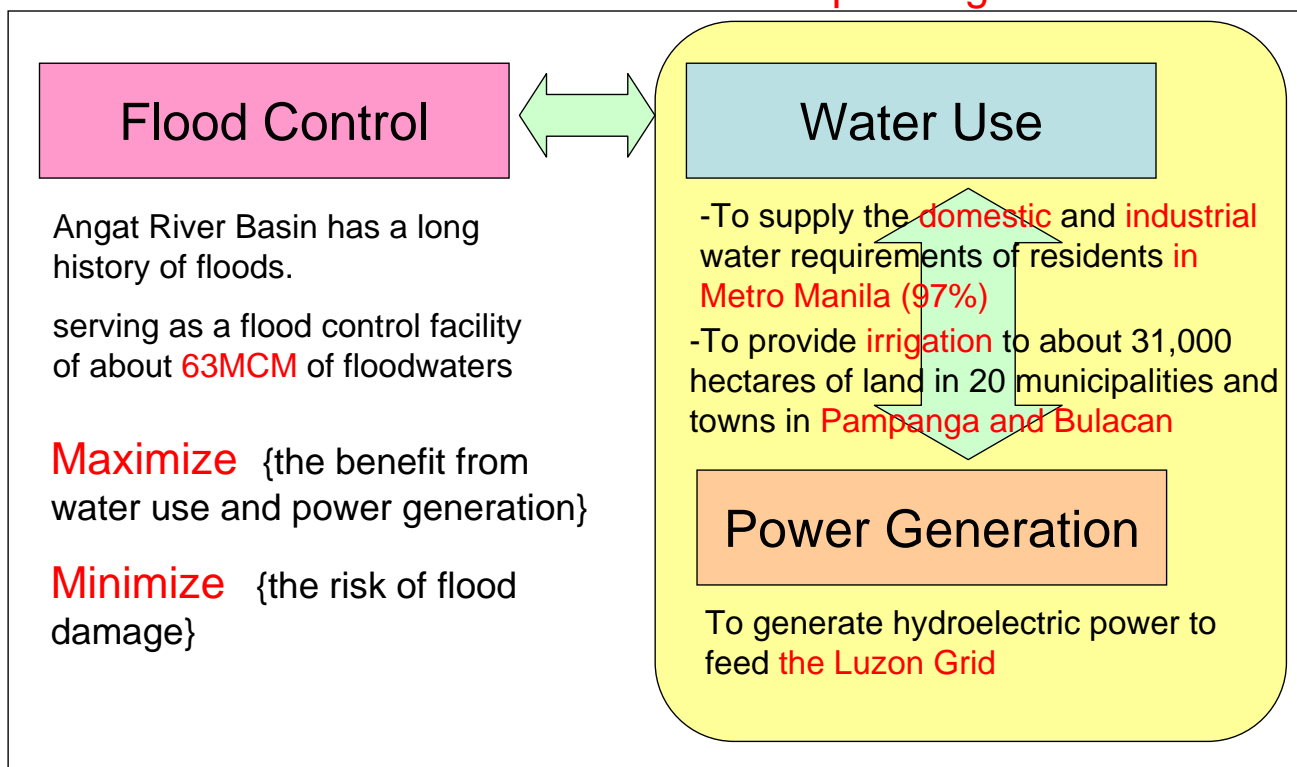 Flood Control
Angat River Basin has a long
history of floods.
serving as a flood control facility
of about 63MCM of floodwaters
Maximize {the benefit from
water use and power generation}
Minimize {the risk of flood
damage}
Water Use
-To supply the domestic and industrial
water requirements of residents in
Metro Manila (97%)
-To provide irrigation to about 31,000
hectares of land in 20 municipalities and
towns in Pampanga and Bulacan
Power Generation
To generate hydroelectric power to
feed the Luzon Grid